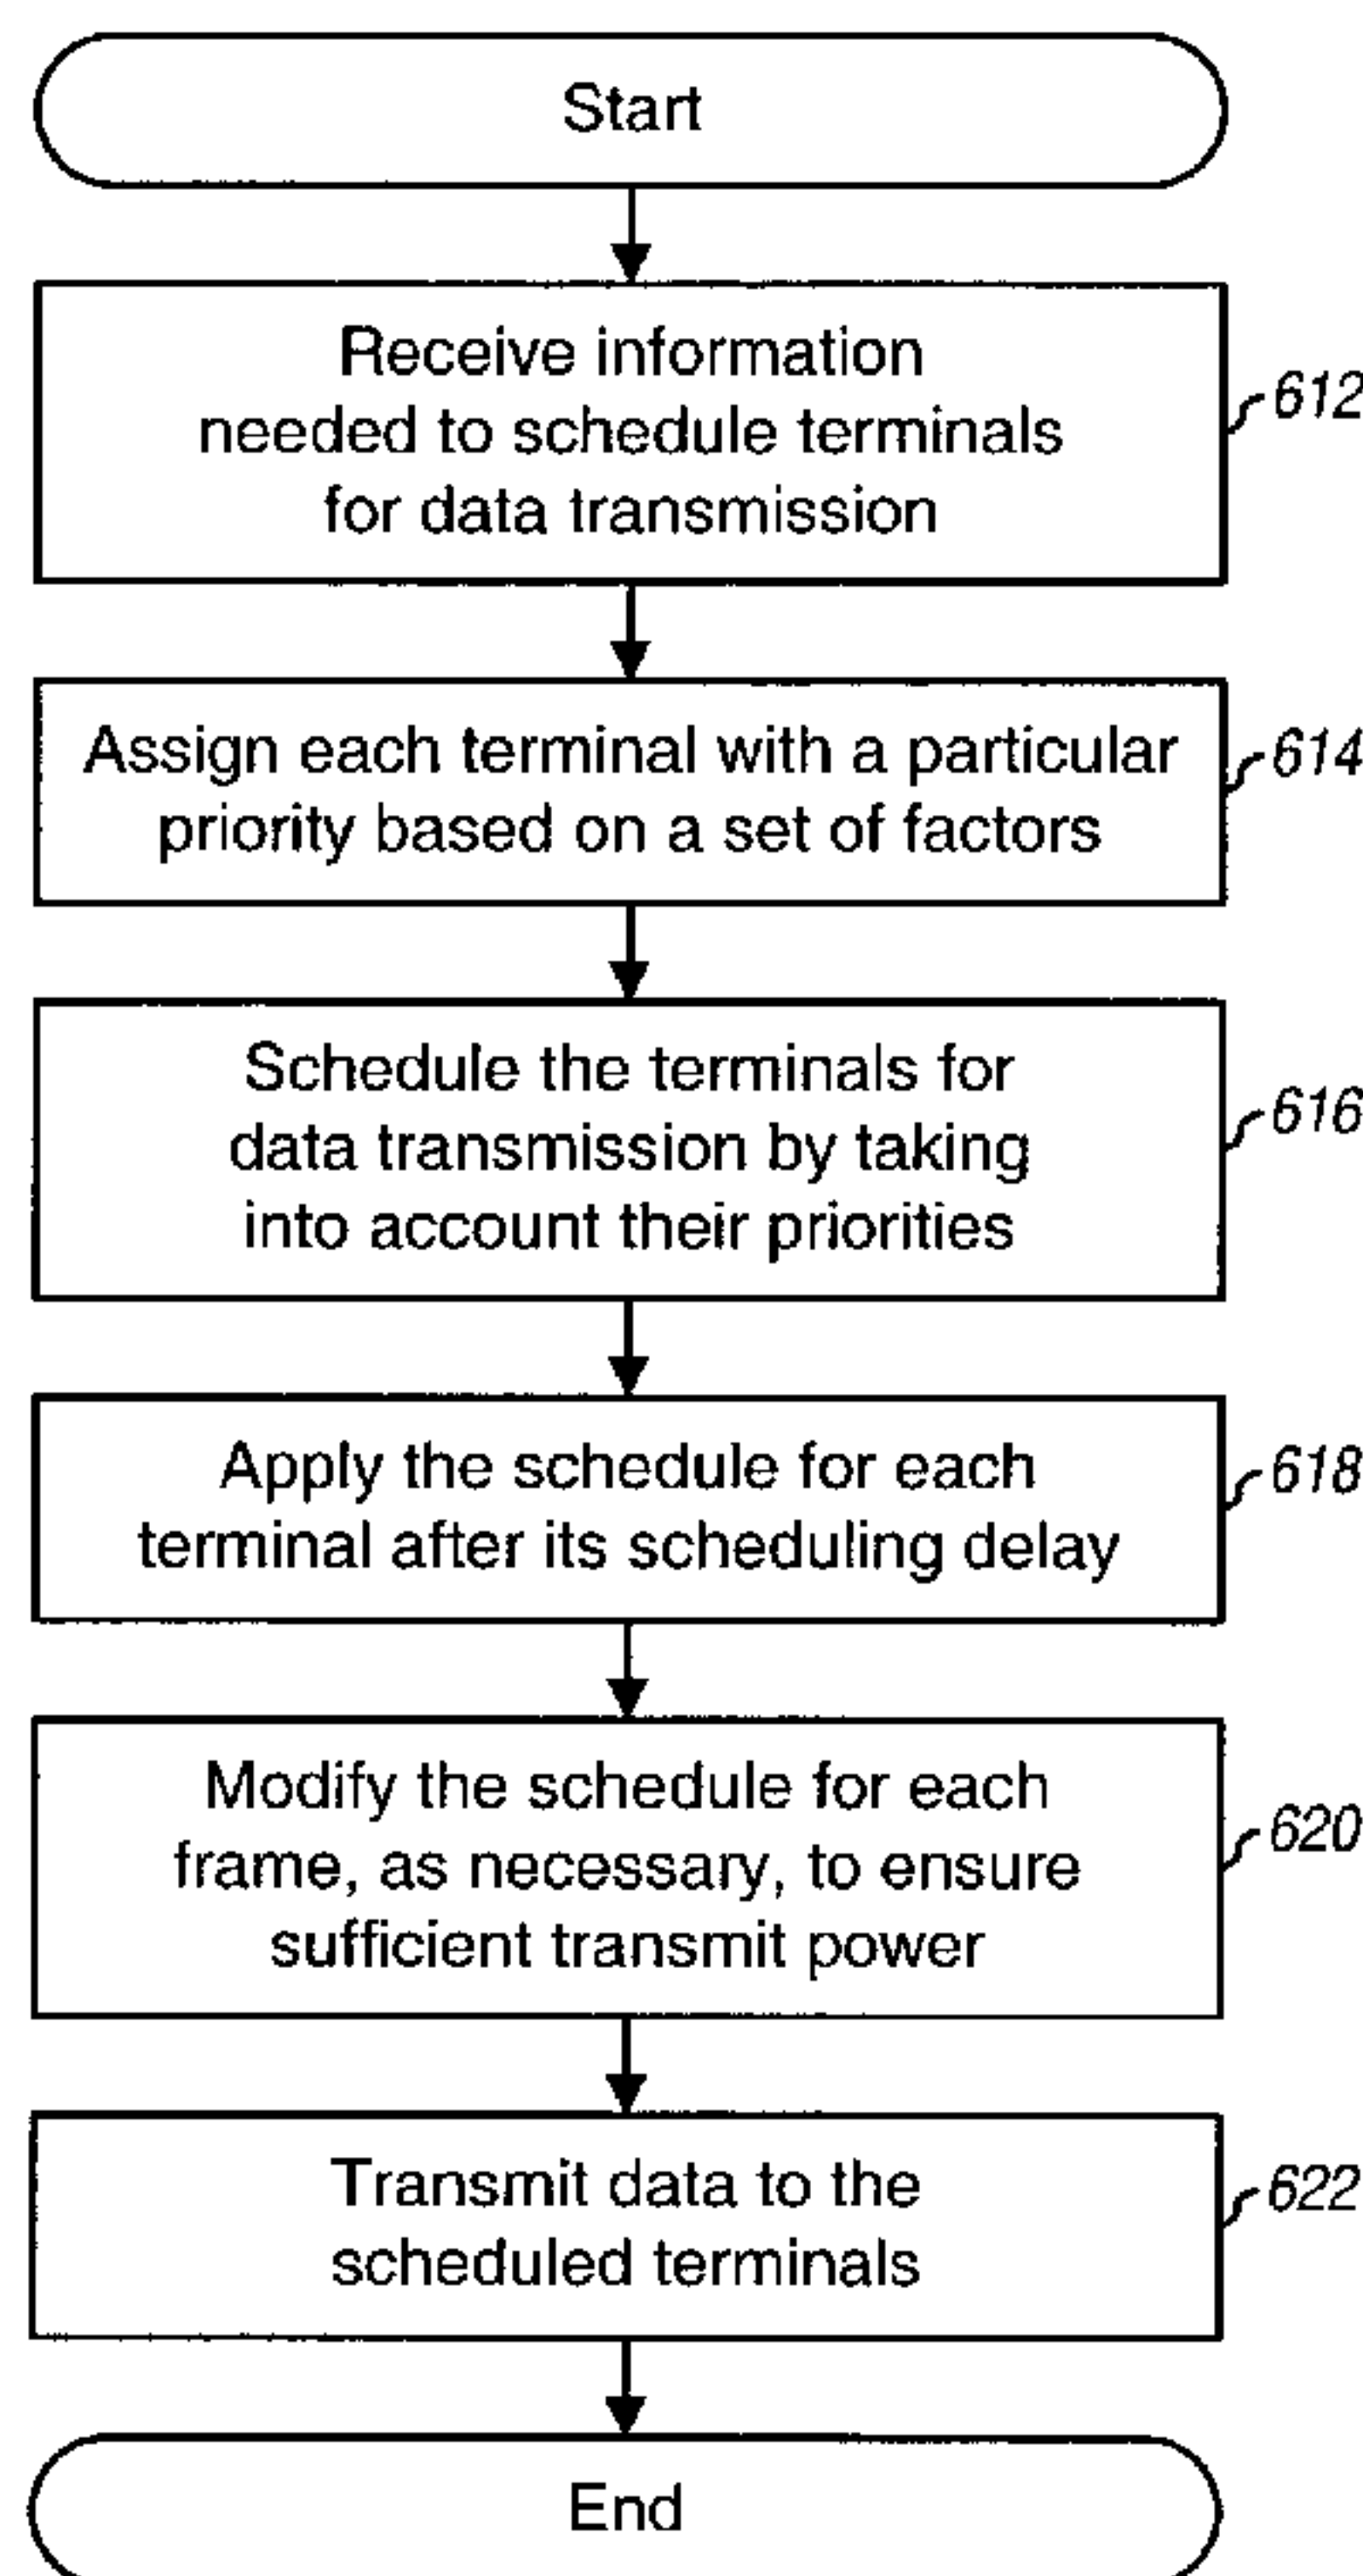 Start
Receive information
needed to schedule terminals
for data transmission
612
Assign each terminal with a particular
priority based on a set of factors
614
Schedule the terminals for
data transmission by taking
into account their priorities
616
Apply the schedule for each
terminal after its scheduling delay
618
Modify the schedule for each
frame, as necessary, to ensure
sufficient transmit power
620
Transmit data to the
scheduled terminals
622
End